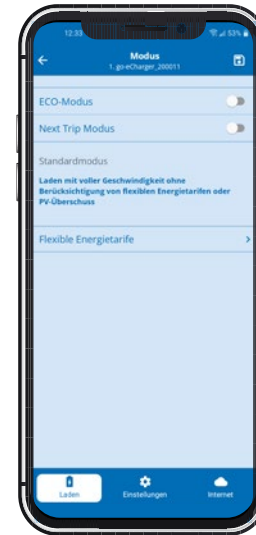 12:33 53%
Modus
1. go-eCharger_200011
ECO-Modus
Next Trip Modus
Standardmodus
Laden mit voller Geschwindigkeit ohne
Berücksichtigung von flexiblen Energietarifen oder
PV-Überschuss
Flexible Energietarife
Laden Einstellungen Internet